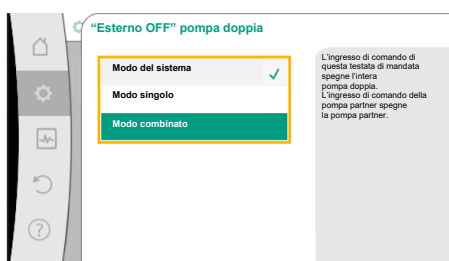 “Esterno OFF” pompa doppia
Modo del sistema
Modo singolo
Modo combinato
L'ingresso di comando di
questa testata di mandata
spegne l'intera
pompa doppia.
L'ingresso di comando della
pompa partner spegne
la pompa partner.